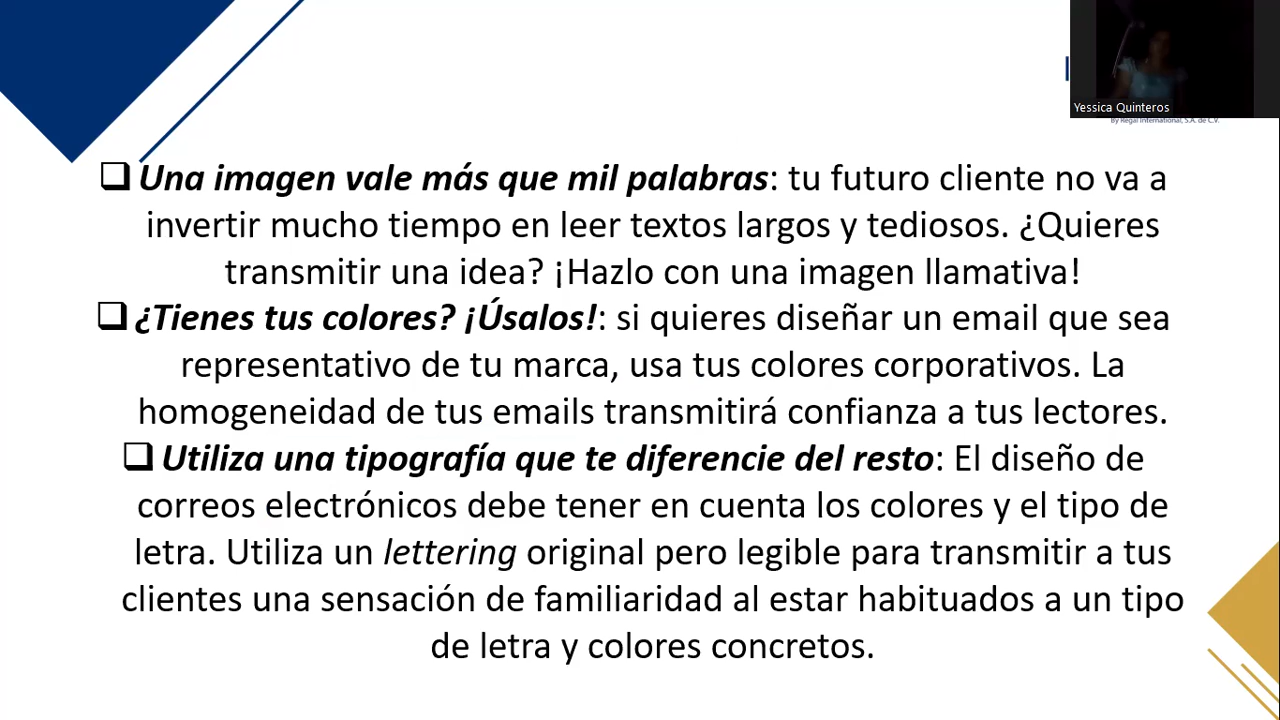 Yessica Quinteros
By Regal International, S.A. de C.V.
Una imagen vale más que mil palabras: tu futuro cliente no va a
invertir mucho tiempo en leer textos largos y tediosos. ¿Quieres
transmitir una idea? ¡Hazlo con una imagen llamativa!
¿Tienes tus colores? ¡Úsalos!: si quieres diseñar un email que sea
representativo de tu marca, usa tus colores corporativos. La
homogeneidad de tus emails transmitirá confianza a tus lectores.
Utiliza una tipografía que te diferencie del resto: El diseño de
correos electrónicos debe tener en cuenta los colores y el tipo de
letra. Utiliza un lettering original pero legible para transmitir a tus
clientes una sensación de familiaridad al estar habituados a un tipo
de letra y colores concretos.